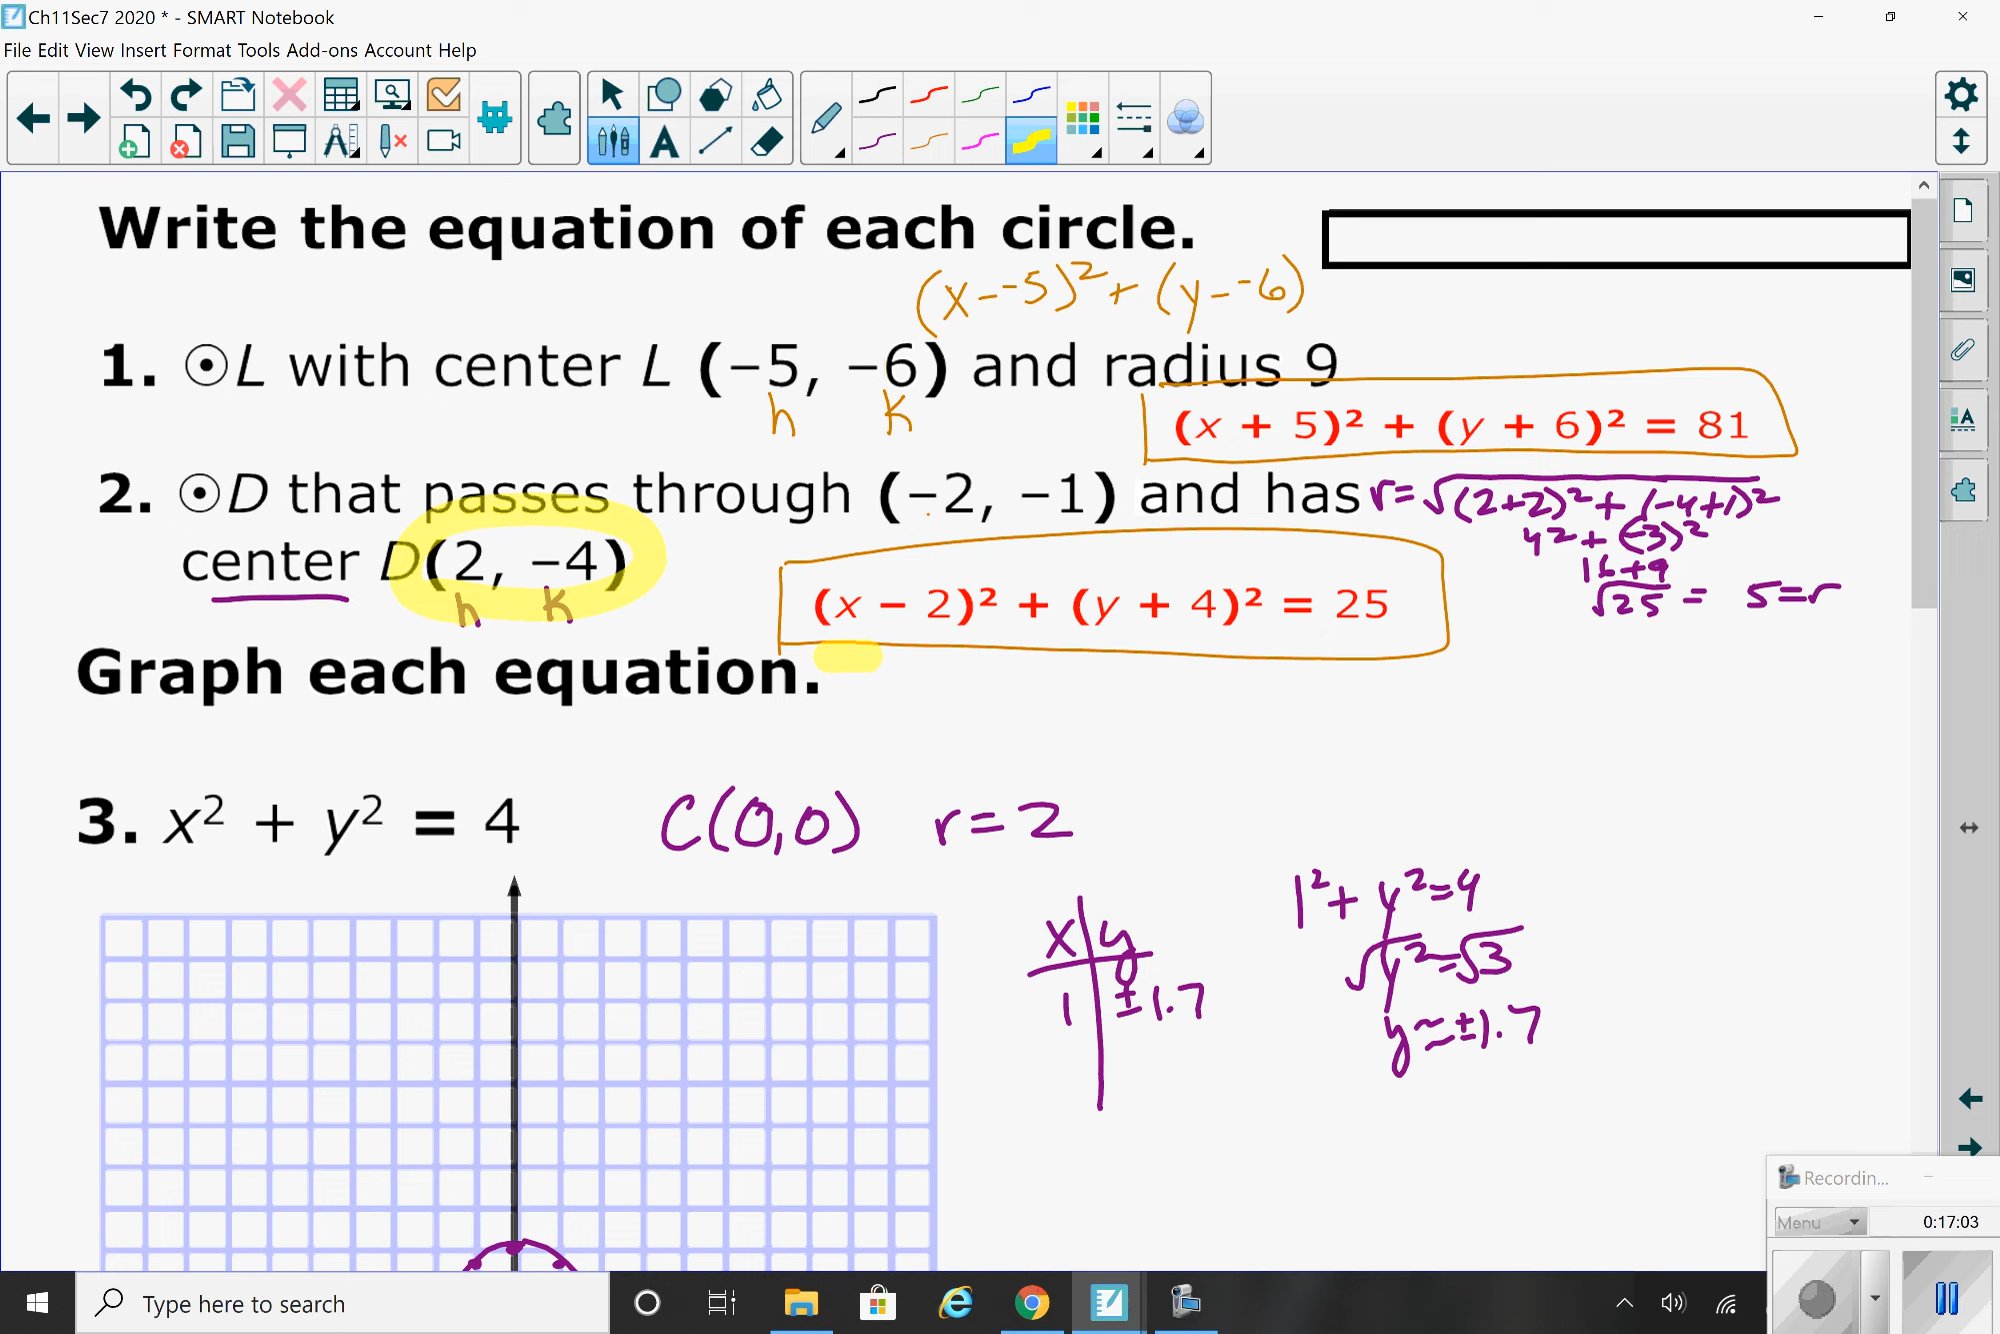 Ch11Sec7 2020 * - SMART Notebook
File Edit View Insert Format Tools Add-ons Account Help
Write the equation of each circle.
(x - -5)² + (y - -6)
1. ⊙L with center L (−5, −6) and radius 9
h k
(x + 5)² + (y + 6)² = 81
2. ⊙D that passes through (−2, −1) and has
r = √(2+2)² + (-4+1)²
4² + (-3)²
center D(2, −4)
16+9
h k
(x − 2)² + (y + 4)² = 25
√25 = 5=r
Graph each equation.
3. x² + y² = 4
C(0,0) r = 2
1² + y² = 4
x y
√y² = √3
1 ±1.7
y ≈ ±1.7
Recordin...
Menu 0:17:03
Type here to search